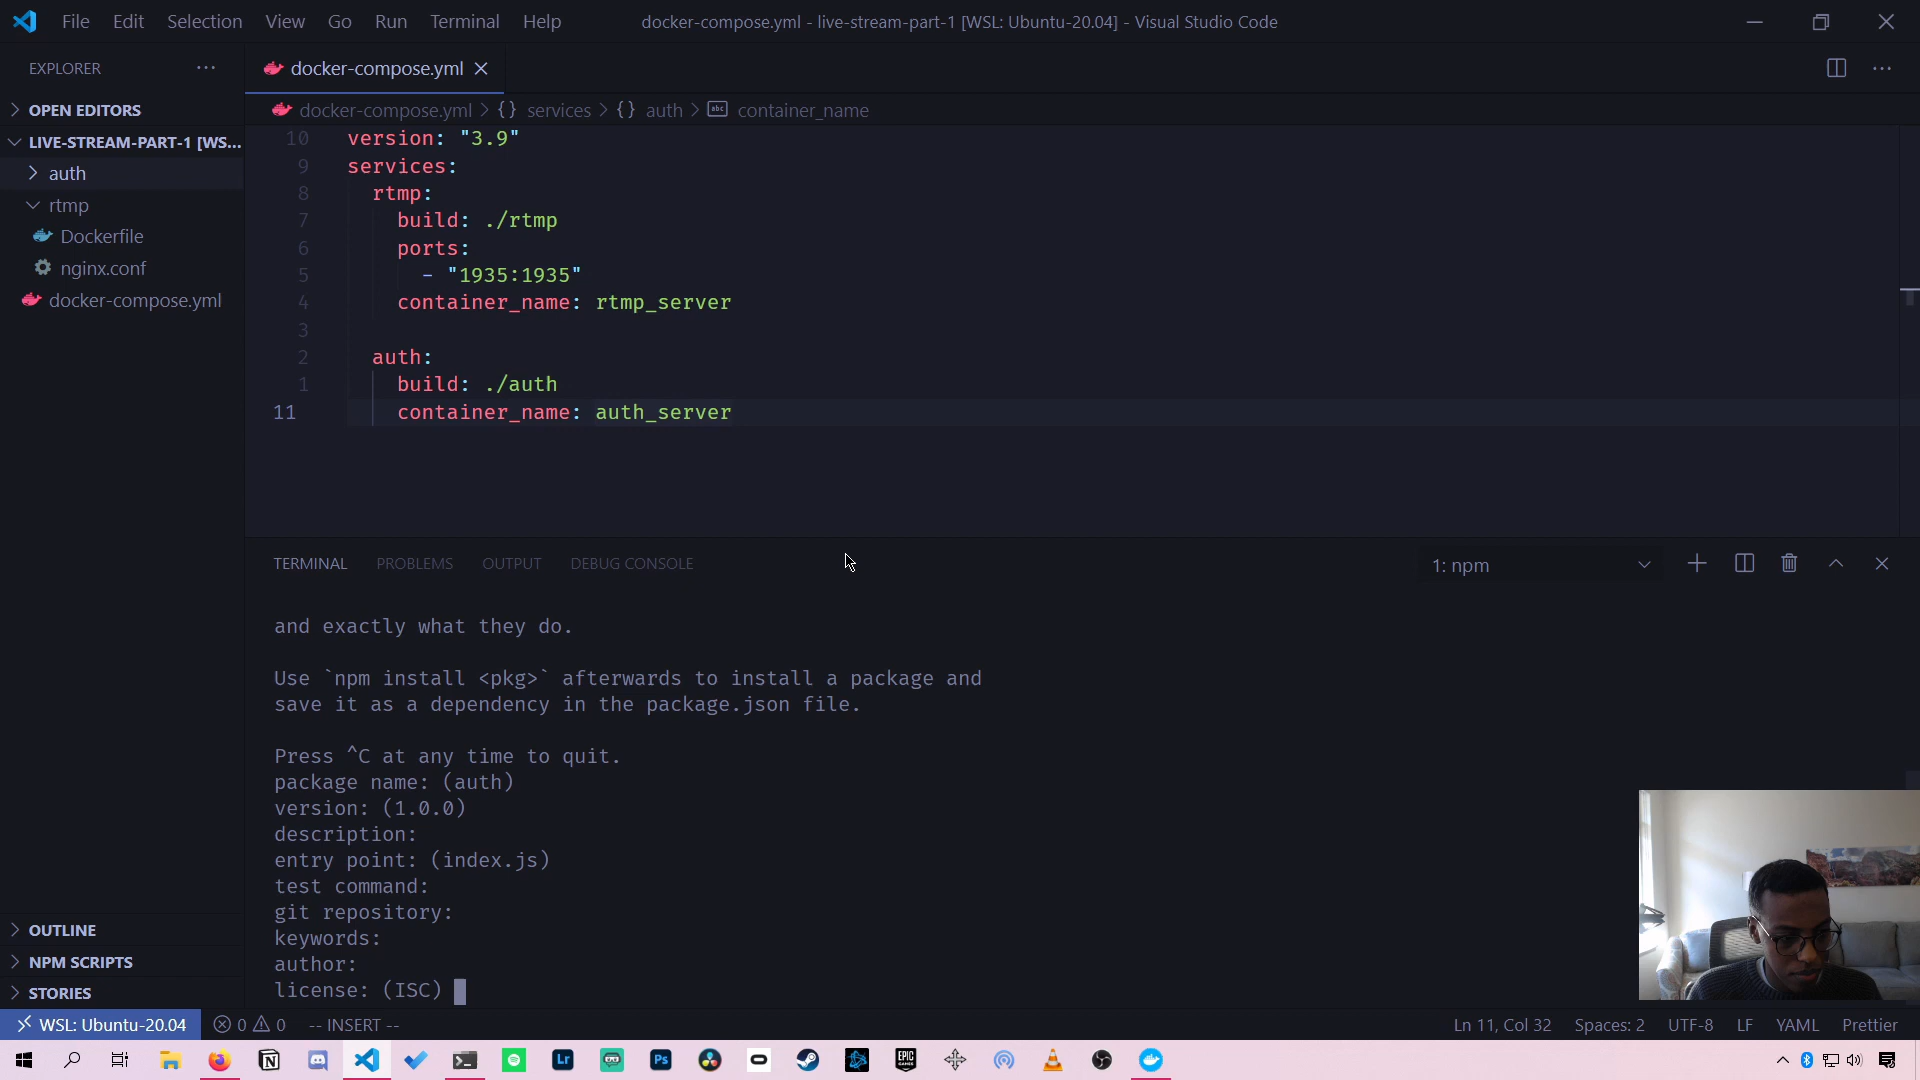 File Edit Selection View Go Run Terminal Help
docker-compose.yml - live-stream-part-1 [WSL: Ubuntu-20.04] - Visual Studio Code
EXPLORER
OPEN EDITORS
LIVE-STREAM-PART-1 [WS...
auth
rtmp
Dockerfile
nginx.conf
docker-compose.yml
OUTLINE
NPM SCRIPTS
STORIES
docker-compose.yml
docker-compose.yml > {} services > {} auth > abc container_name
10 version: "3.9"
9 services:
8 rtmp:
7 build: ./rtmp
6 ports:
5 - "1935:1935"
4 container_name: rtmp_server
3
2 auth:
1 build: ./auth
11 container_name: auth_server
TERMINAL PROBLEMS OUTPUT DEBUG CONSOLE
1: npm
and exactly what they do.
Use `npm install <pkg>` afterwards to install a package and
save it as a dependency in the package.json file.
Press ^C at any time to quit.
package name: (auth)
version: (1.0.0)
description:
entry point: (index.js)
test command:
git repository:
keywords:
author:
license: (ISC)
WSL: Ubuntu-20.04 0 0 -- INSERT --
Ln 11, Col 32 Spaces: 2 UTF-8 LF YAML Prettier
Lr
Ps
EPIC GAMES